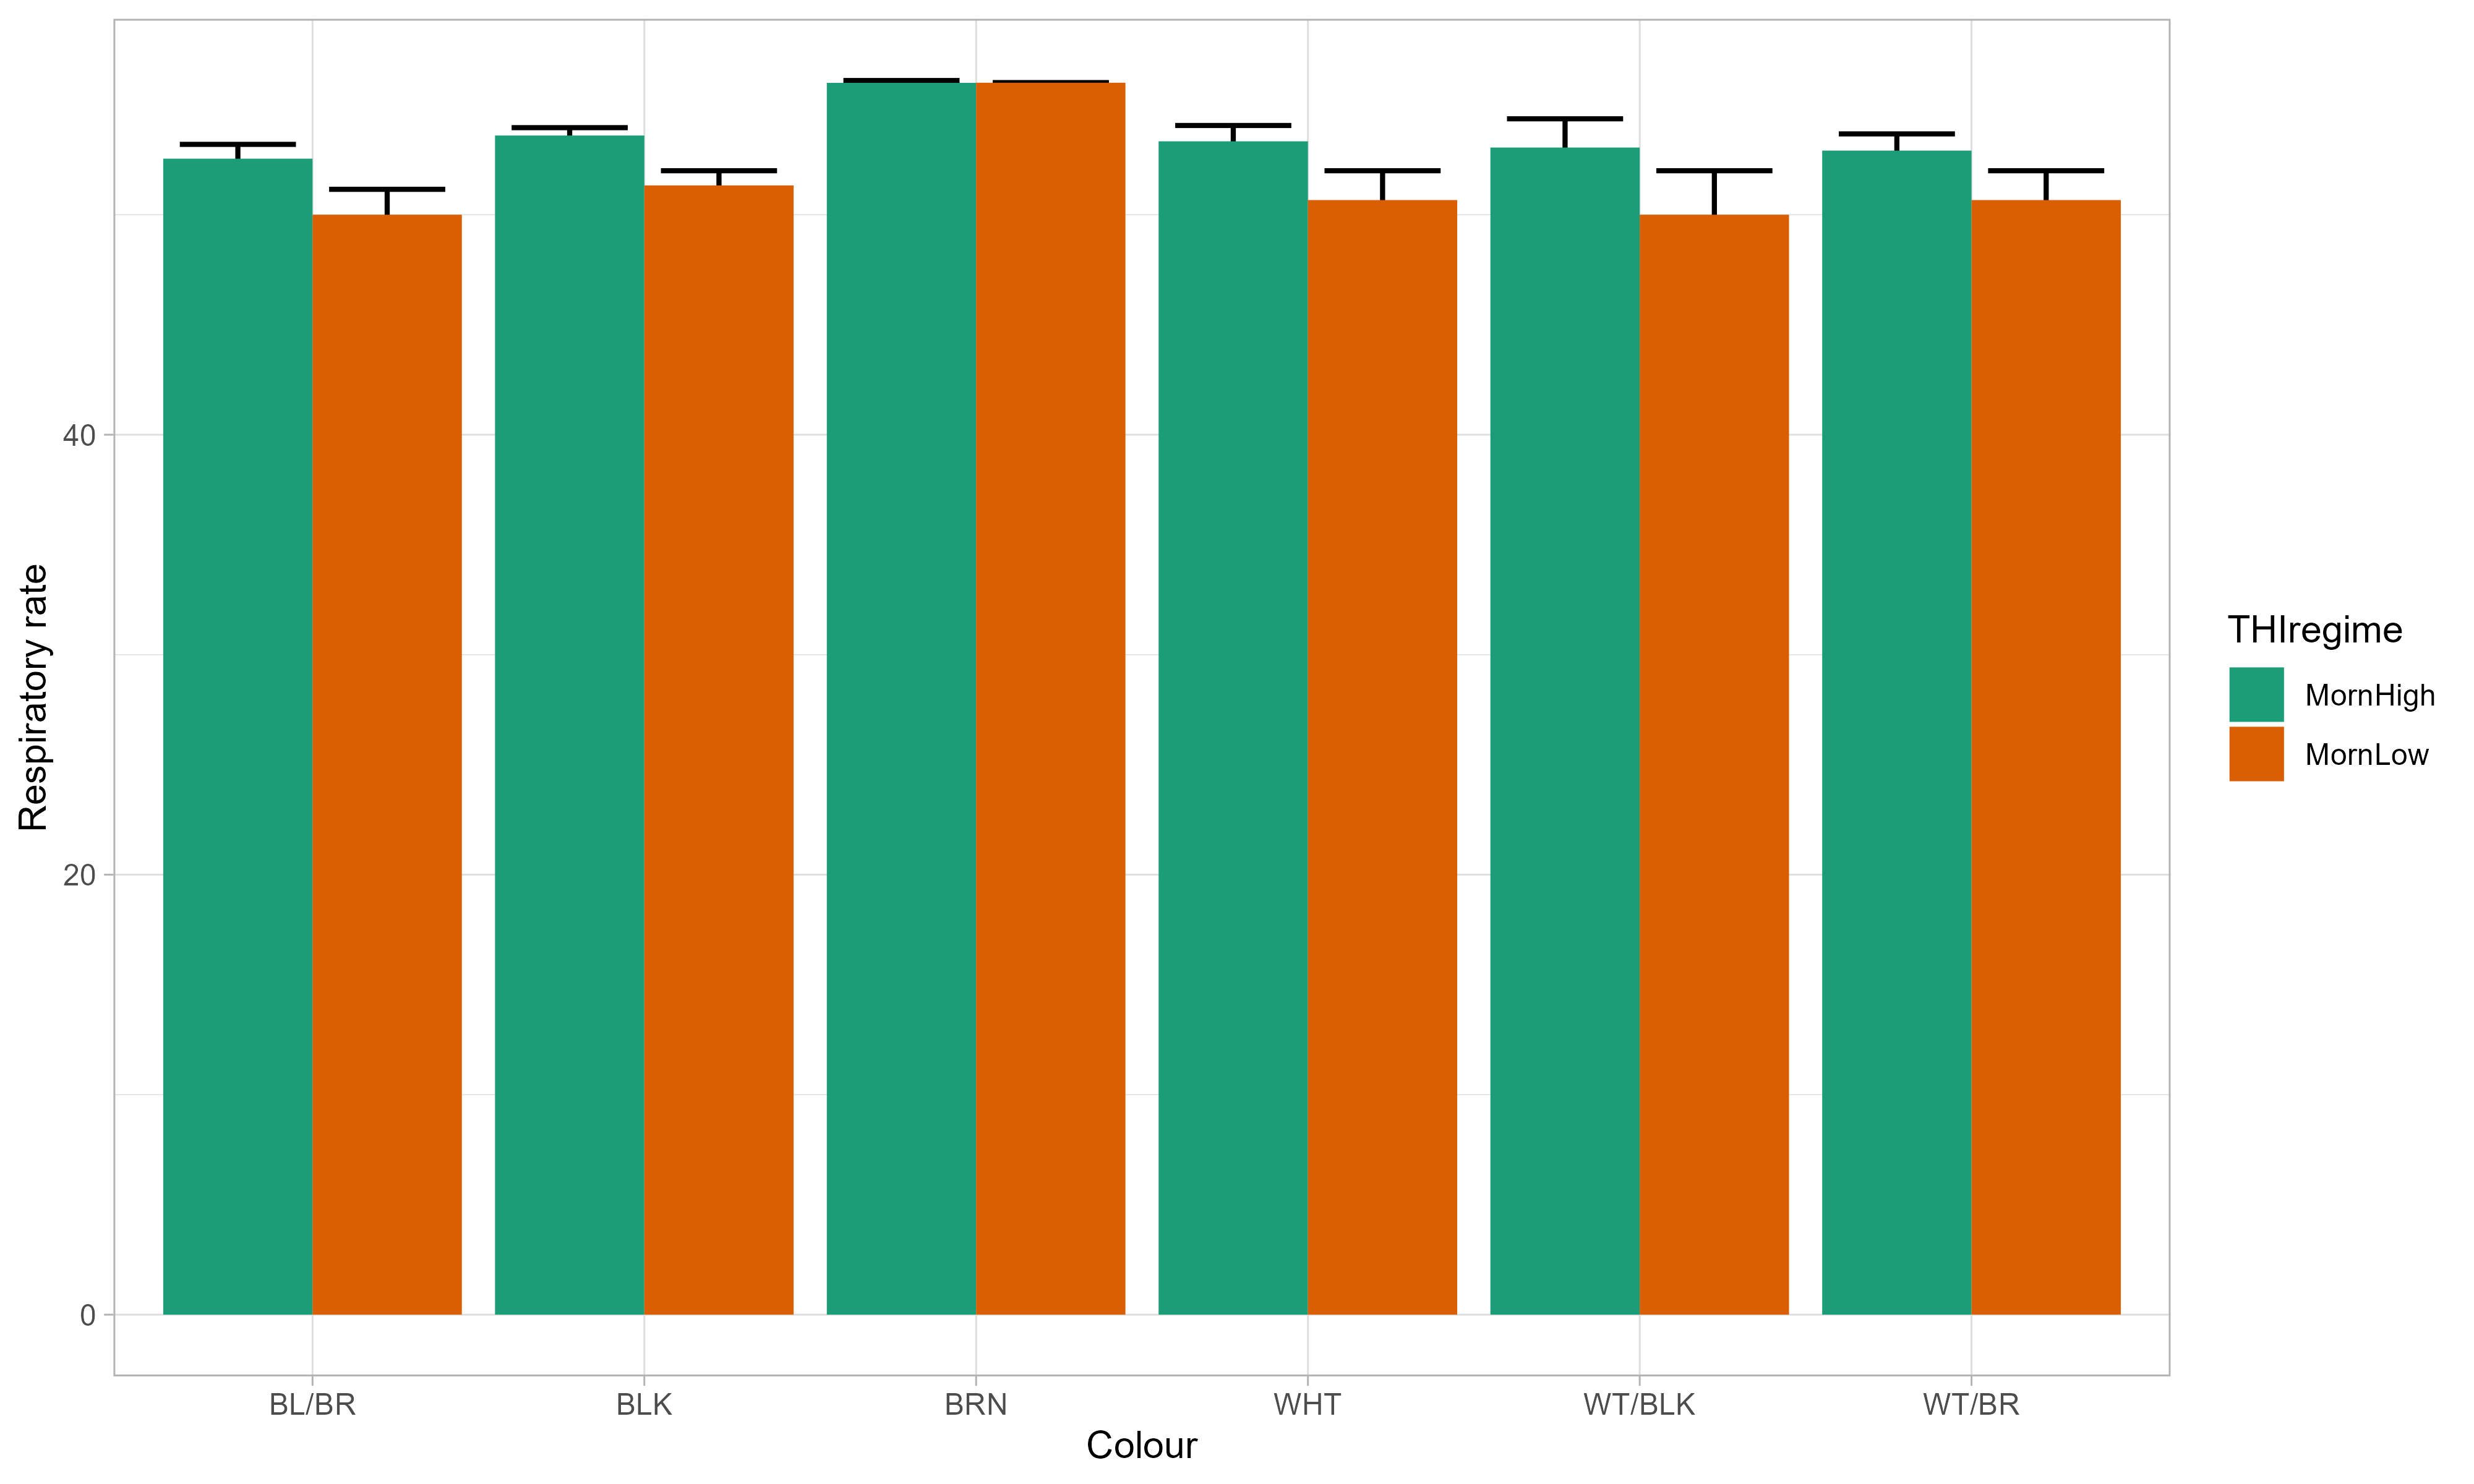 Respiratory rate
40
20
0
BL/BR BLK BRN WHT WT/BLK WT/BR
Colour
THIregime
MornHigh
MornLow